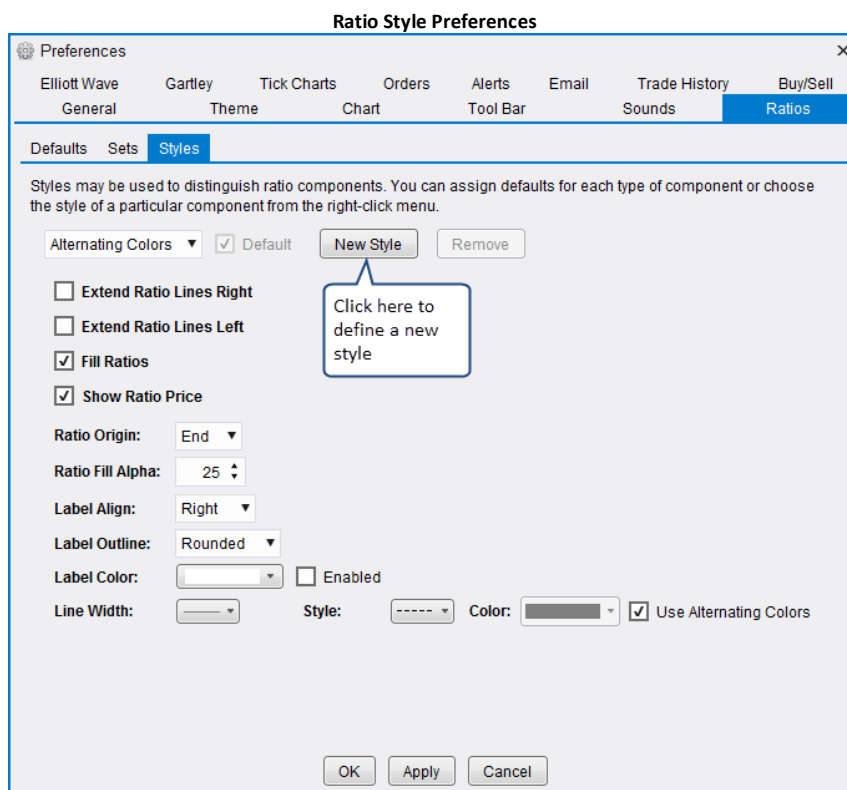 Ratio Style Preferences
Preferences
Elliott Wave Gartley Tick Charts Orders Alerts Email Trade History Buy/Sell
General Theme Chart Tool Bar Sounds Ratios
Defaults Sets Styles
Styles may be used to distinguish ratio components. You can assign defaults for each type of component or choose
the style of a particular component from the right-click menu.
Alternating Colors Default New Style Remove
Click here to
define a new
style
Extend Ratio Lines Right
Extend Ratio Lines Left
Fill Ratios
Show Ratio Price
Ratio Origin: End
Ratio Fill Alpha: 25
Label Align: Right
Label Outline: Rounded
Label Color: Enabled
Line Width: Style: Color: Use Alternating Colors
OK Apply Cancel